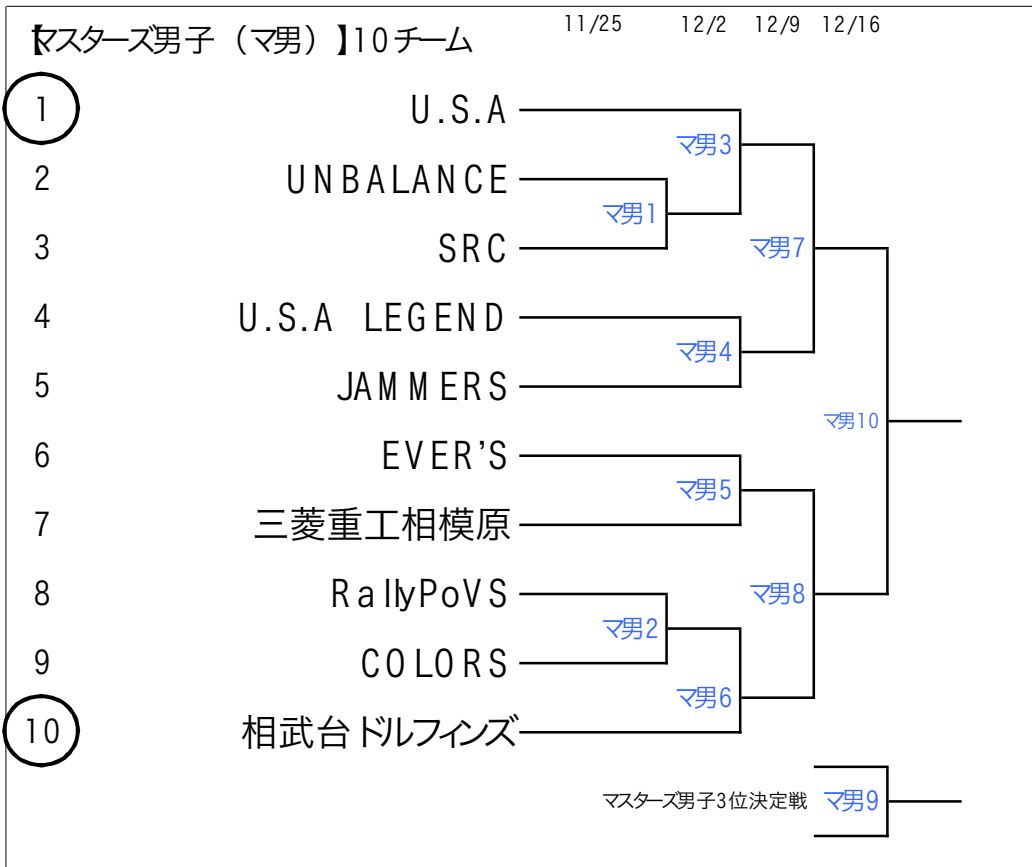 【マスターズ男子（マ男）】10チーム 11/25 12/2 12/9 12/16
1 U.S.A
マ男3
2 UNBALANCE
マ男1
3 SRC マ男7
4 U.S.A LEGEND
マ男4
5 JAMMERS
マ男10
6 EVER'S
マ男5
7 三菱重工相模原
8 RallyPoVS マ男8
マ男2
9 COLORS
マ男6
10 相武台ドルフィンズ
マスターズ男子3位決定戦 マ男9